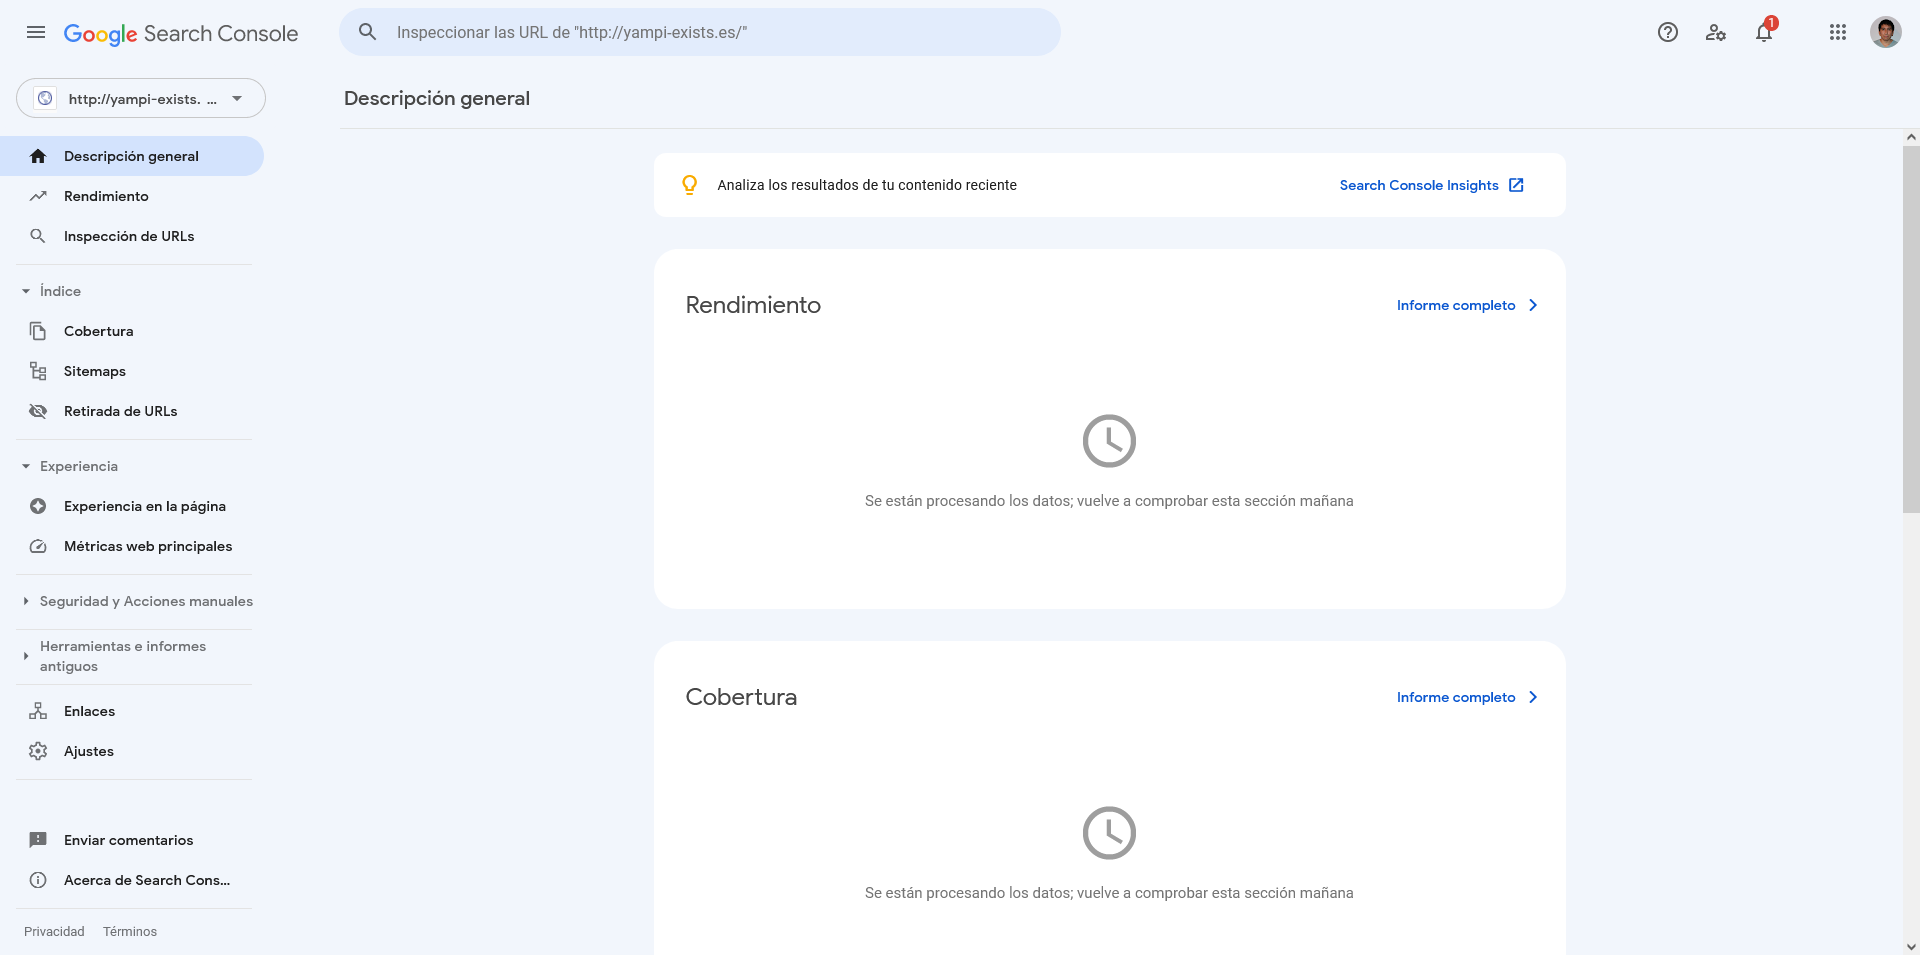 Google Search Console
Inspeccionar las URL de "http://yampi-exists.es/"
1
http://yampi-exists. ...
Descripción general
Rendimiento
Inspección de URLs
Índice
Cobertura
Sitemaps
Retirada de URLs
Experiencia
Experiencia en la página
Métricas web principales
Seguridad y Acciones manuales
Herramientas e informes
antiguos
Enlaces
Ajustes
Enviar comentarios
Acerca de Search Cons...
Privacidad Términos
Descripción general
Analiza los resultados de tu contenido reciente
Search Console Insights
Rendimiento
Informe completo
Se están procesando los datos; vuelve a comprobar esta sección mañana
Cobertura
Informe completo
Se están procesando los datos; vuelve a comprobar esta sección mañana